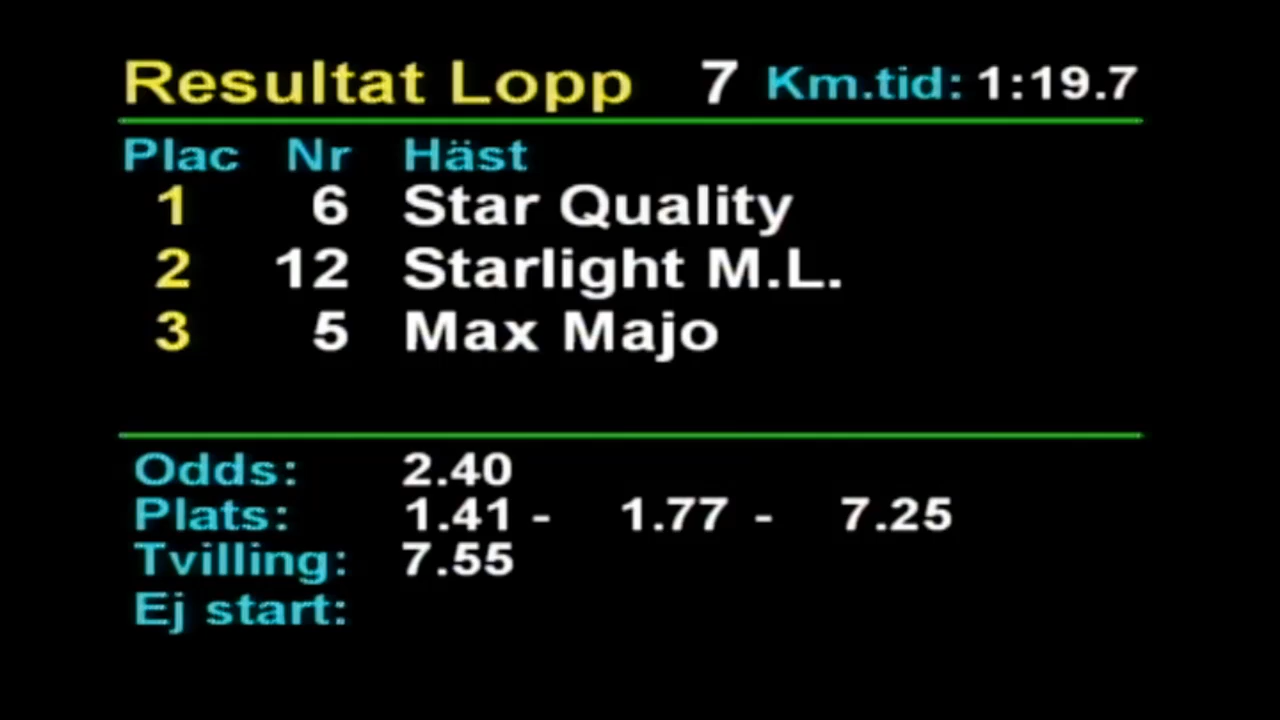 Resultat Lopp 7 Km.tid: 1:19.7
Plac Nr Häst
1 6 Star Quality
2 12 Starlight M.L.
3 5 Max Majo
Odds: 2.40
Plats: 1.41 - 1.77 - 7.25
Tvilling: 7.55
Ej start: